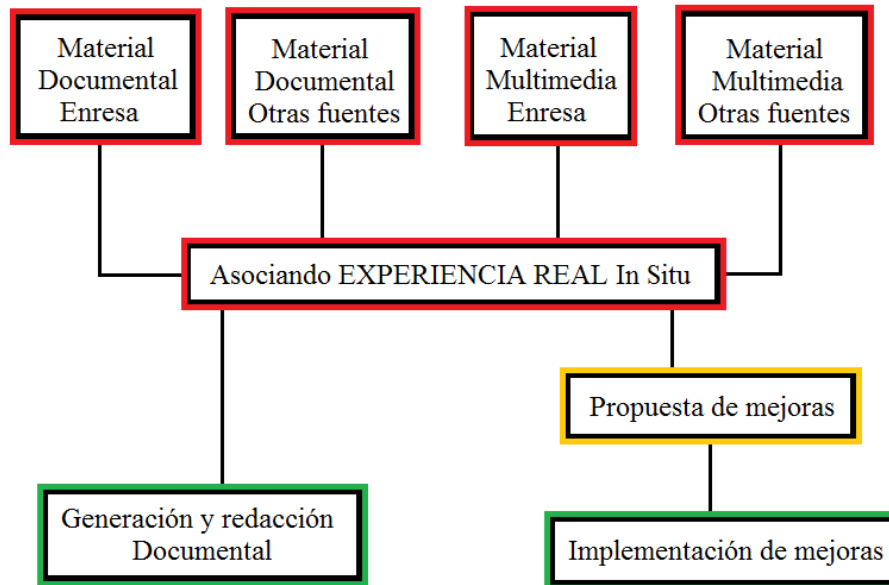 Material
Documental
Enresa
Material
Documental
Otras fuentes
Material
Multimedia
Enresa
Material
Multimedia
Otras fuentes
Asociando EXPERIENCIA REAL In Situ
Propuesta de mejoras
Generación y redacción
Documental
Implementación de mejoras